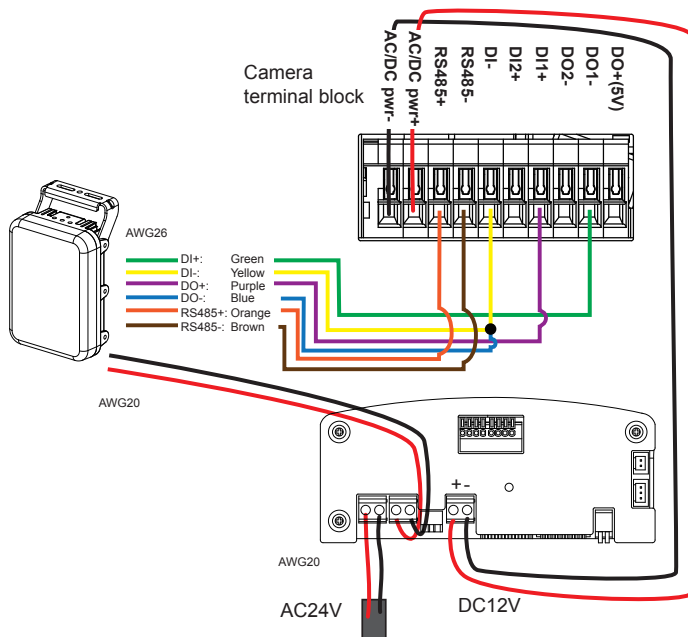 AC/DC pwr-
AC/DC pwr+
RS485+
RS485-
DI-
DI2+
DI1+
DO2-
DO1-
DO+(5V)
Camera
terminal block
AWG26
DI+: Green
DI-: Yellow
DO+: Purple
DO-: Blue
RS485+: Orange
RS485-: Brown
AWG20
+-
AWG20
AC24V
DC12V